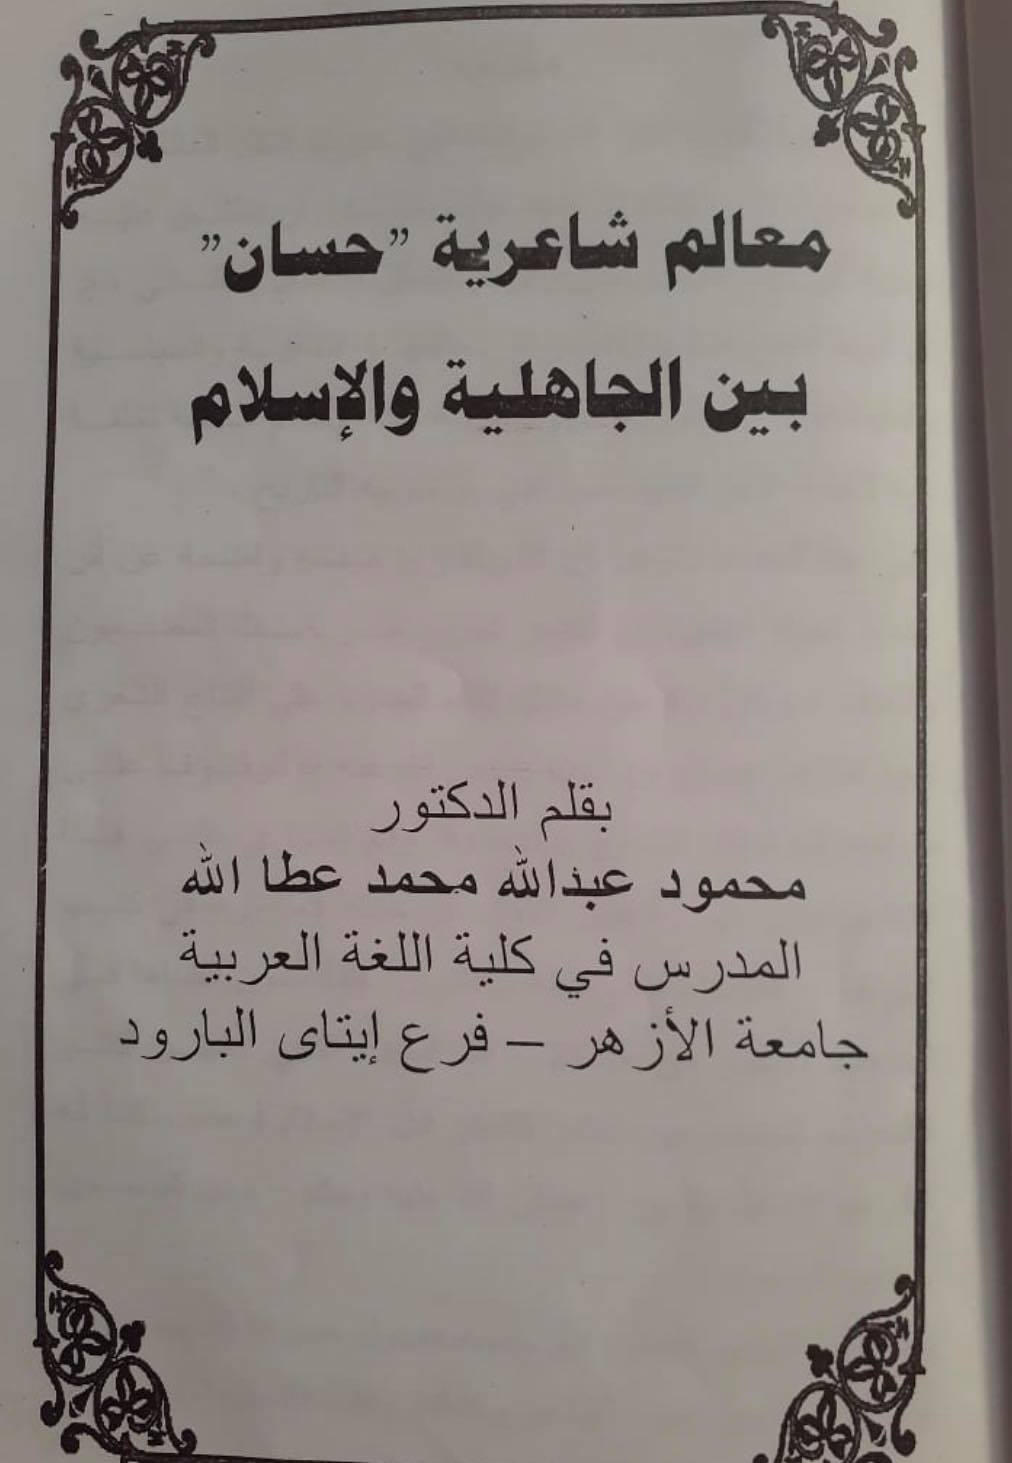 معالم شاعرية ”حسان”
بين الجاهلية والإسلام
بقلم الدكتور
محمود عبدالله محمد عطا الله
المدرس في كلية اللغة العربية
جامعة الأزهر – فرع إيتاى البارود